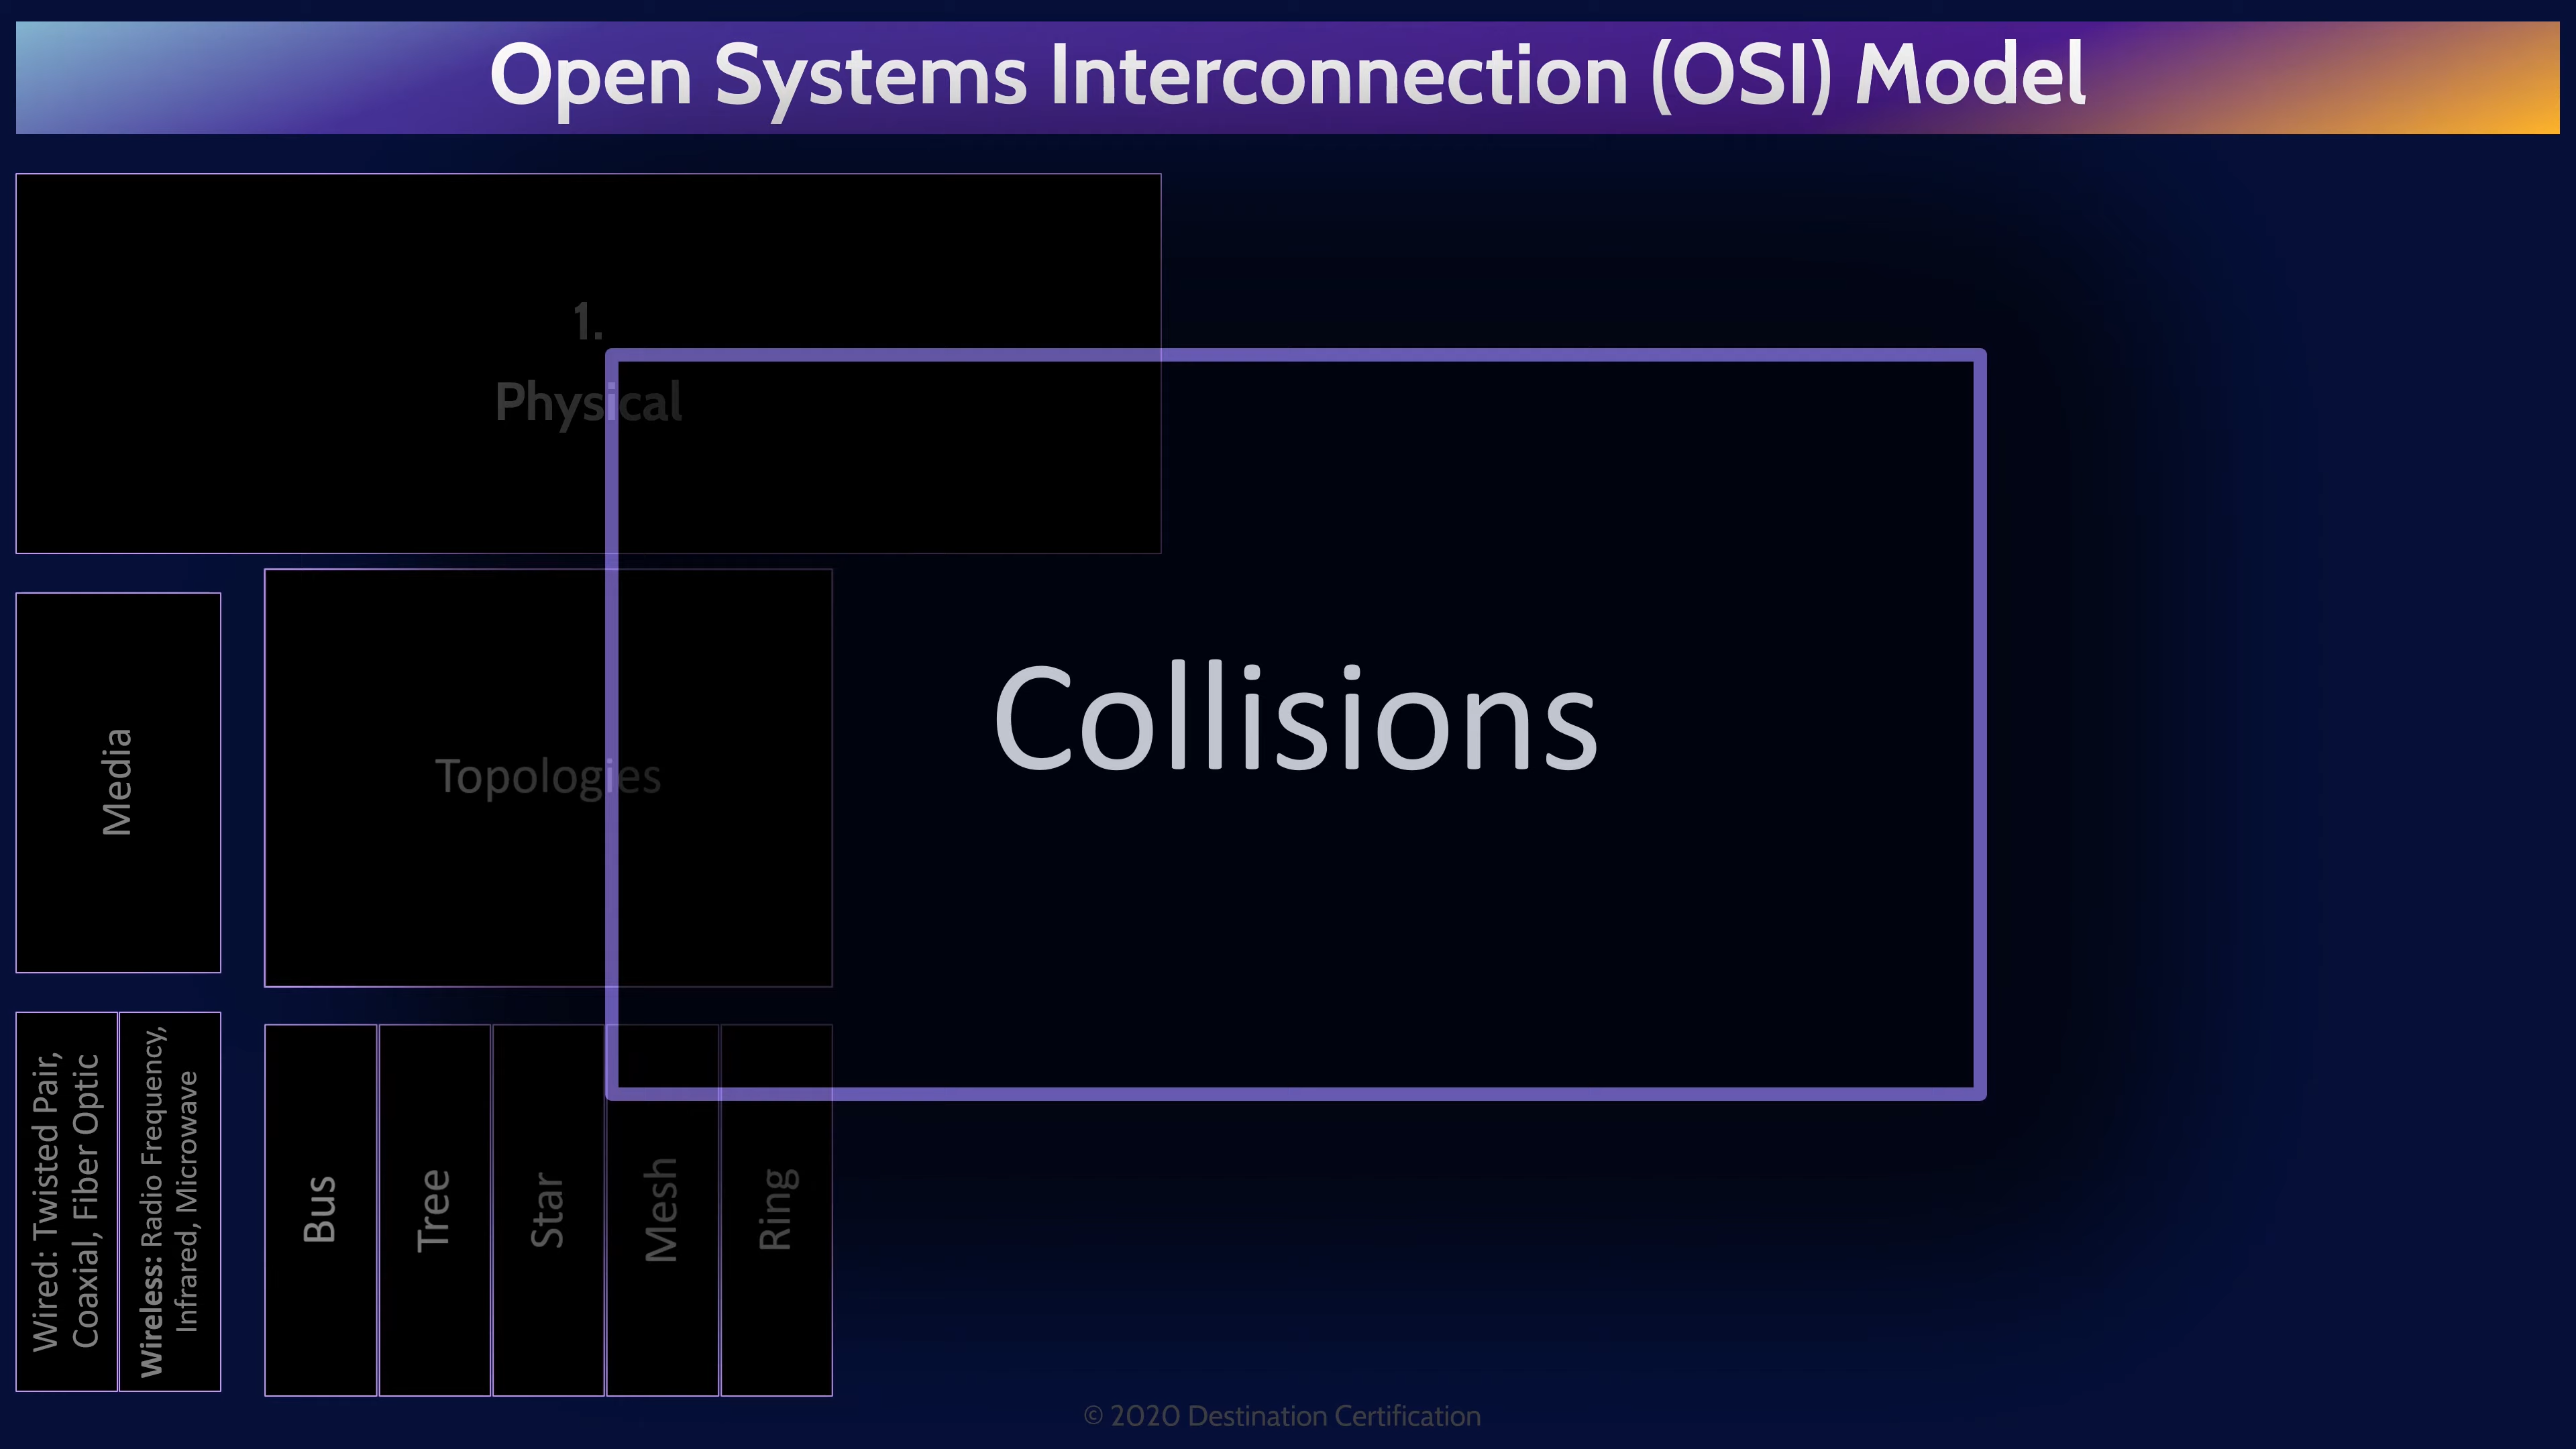 Open Systems Interconnection (OSI) Model
1.
Physical
Collisions
Media
Topologies
Wired: Twisted Pair,
Coaxial, Fiber Optic
Wireless: Radio Frequency,
Infrared, Microwave
Bus
Tree
Star
Mesh
Ring
© 2020 Destination Certification